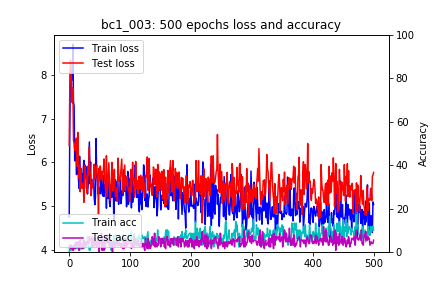 bc1_003: 500 epochs loss and accuracy
Train loss
Test loss
Train acc
Test acc
Loss
8
7
6
5
4
Accuracy
100
80
60
40
20
0
0 100 200 300 400 500